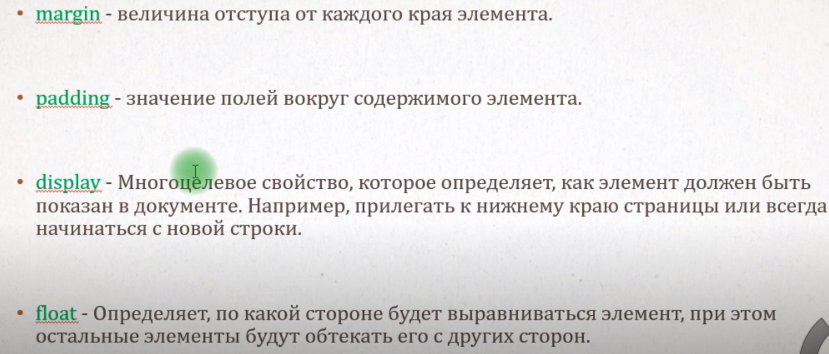 • margin - величина отступа от каждого края элемента.
• padding - значение полей вокруг содержимого элемента.
• display - Многоцелевое свойство, которое определяет, как элемент должен быть
показан в документе. Например, прилегать к нижнему краю страницы или всегда
начинаться с новой строки.
• float - Определяет, по какой стороне будет выравниваться элемент, при этом
остальные элементы будут обтекать его с других сторон.